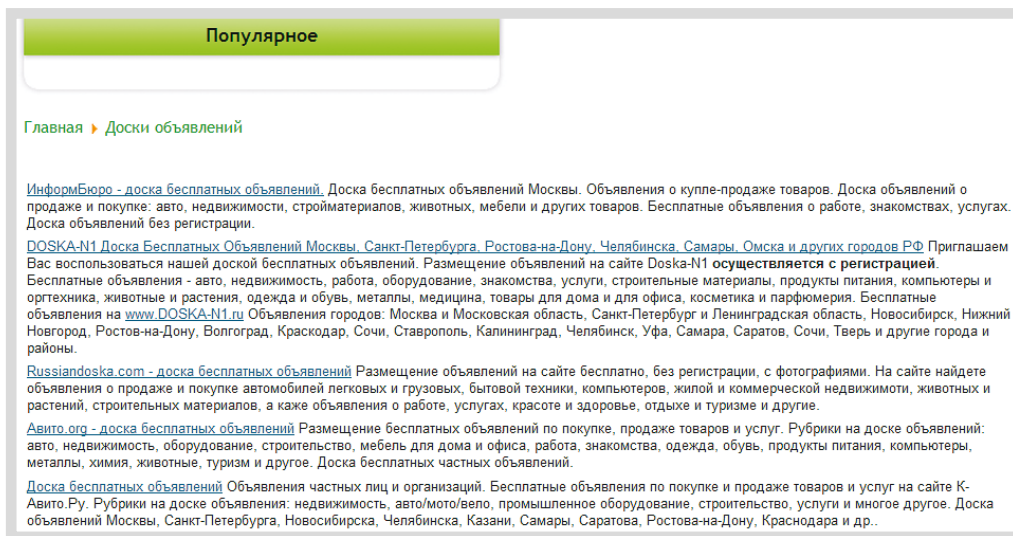 Популярное
Главная ▸ Доски объявлений
ИнформБюро - доска бесплатных объявлений. Доска бесплатных объявлений Москвы. Объявления о купле-продаже товаров. Доска объявлений о
продаже и покупке: авто, недвижимости, стройматериалов, животных, мебели и других товаров. Бесплатные объявления о работе, знакомствах, услугах.
Доска объявлений без регистрации.
DOSKA-N1 Доска Бесплатных Объявлений Москвы, Санкт-Петербурга, Ростова-на-Дону, Челябинска, Самары, Омска и других городов РФ Приглашаем
Вас воспользоваться нашей доской бесплатных объявлений. Размещение объявлений на сайте Doska-N1 осуществляется с регистрацией.
Бесплатные объявления - авто, недвижимость, работа, оборудование, знакомства, услуги, строительные материалы, продукты питания, компьютеры и
оргтехника, животные и растения, одежда и обувь, металлы, медицина, товары для дома и для офиса, косметика и парфюмерия. Бесплатные
объявления на www.DOSKA-N1.ru Объявления городов: Москва и Московская область, Санкт-Петербург и Ленинградская область, Новосибирск, Нижний
Новгород, Ростов-на-Дону, Волгоград, Краснодар, Сочи, Ставрополь, Калининград, Челябинск, Уфа, Самара, Саратов, Сочи, Тверь и другие города и
районы.
Russiandoska.com - доска бесплатных объявлений Размещение объявлений на сайте бесплатно, без регистрации, с фотографиями. На сайте найдете
объявления о продаже и покупке автомобилей легковых и грузовых, бытовой техники, компьютеров, жилой и коммерческой недвижимоти, животных и
растений, строительных материалов, а каже объявления о работе, услугах, красоте и здоровье, отдыхе и туризме и другие.
Авито.org - доска бесплатных объявлений Размещение бесплатных объявлений по покупке, продаже товаров и услуг. Рубрики на доске объявлений:
авто, недвижимость, оборудование, строительство, мебель для дома и офиса, работа, знакомства, одежда, обувь, продукты питания, компьютеры,
металлы, химия, животные, туризм и другое. Доска бесплатных частных объявлений.
Доска бесплатных объявлений Объявления частных лиц и организаций. Бесплатные объявления по покупке и продаже товаров и услуг на сайте К-
Авито.Ру. Рубрики на доске объявления: недвижимость, авто/мото/вело, промышленное оборудование, строительство, услуги и многое другое. Доска
объявлений Москвы, Санкт-Петербурга, Новосибирска, Челябинска, Казани, Самары, Саратова, Ростова-на-Дону, Краснодара и др..